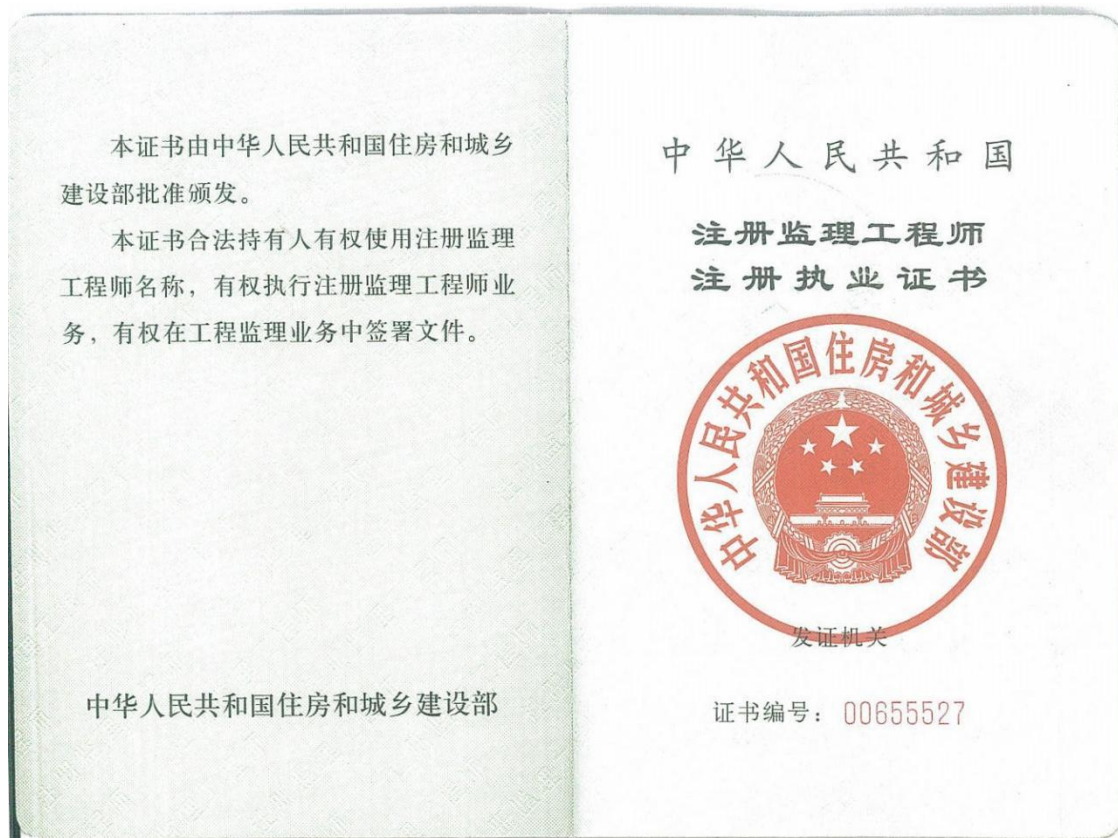 本证书由中华人民共和国住房和城乡
建设部批准颁发。
本证书合法持有人有权使用注册监理
工程师名称，有权执行注册监理工程师业
务，有权在工程监理业务中签署文件。
中华人民共和国住房和城乡建设部
中华人民共和国
注册监理工程师
注册执业证书
中华人民共和国住房和城乡建设部
发证机关
证书编号：00655527